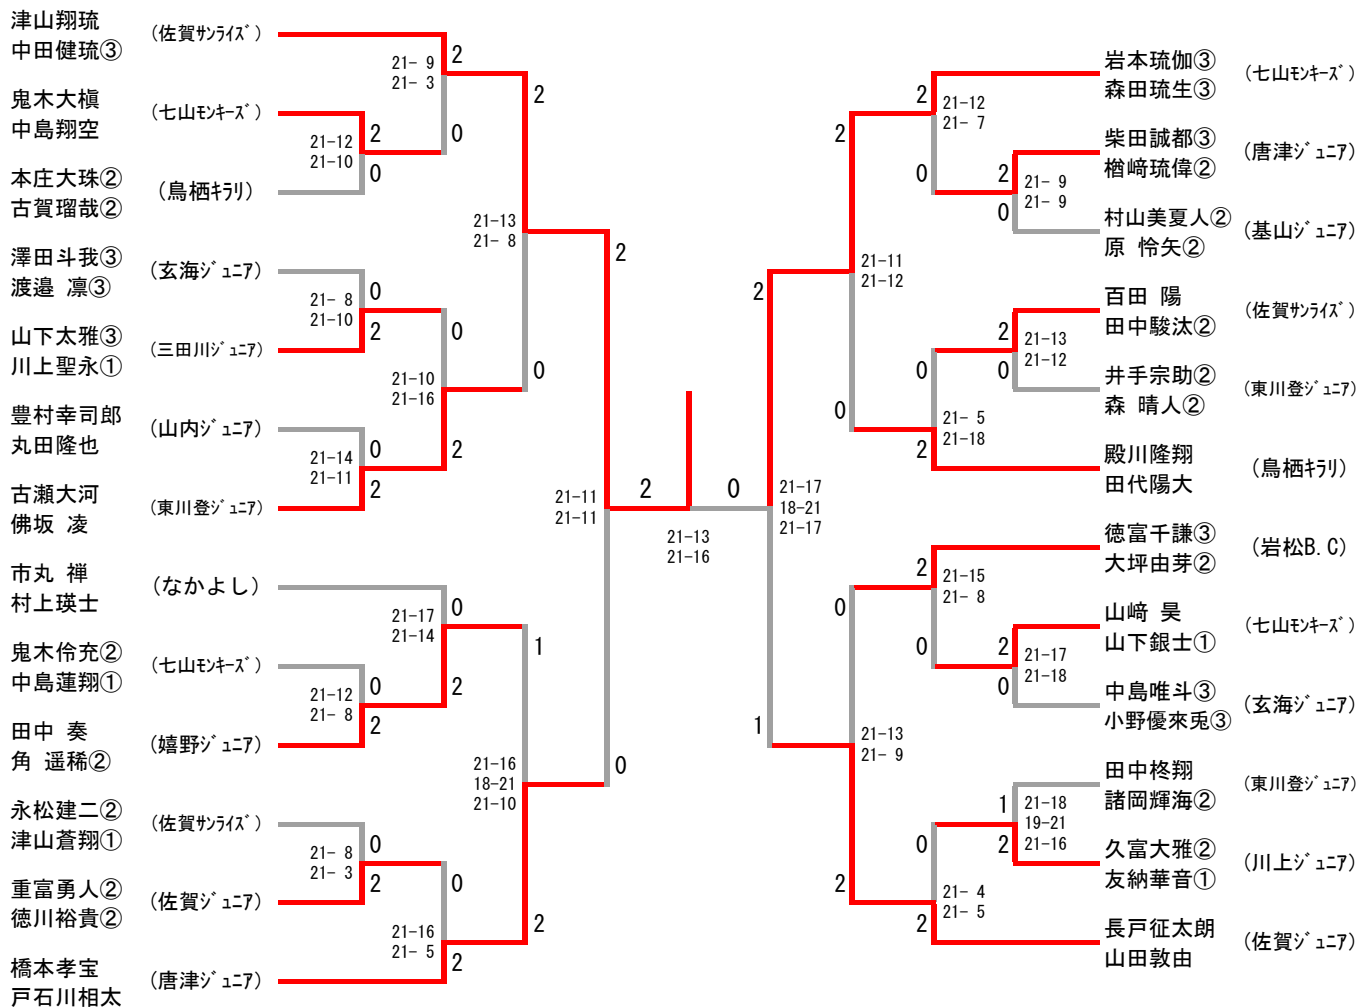 津山翔琉
中田健琉③
(佐賀ｻﾝﾗｲｽﾞ)
鬼木大槇
中島翔空
(七山ﾓﾝｷｰｽﾞ)
本庄大珠②
古賀瑠哉②
(鳥栖ｷﾗﾘ)
澤田斗我③
渡邉 凛③
(玄海ｼﾞｭﾆｱ)
山下太雅③
川上聖永①
(三田川ｼﾞｭﾆｱ)
豊村幸司郎
丸田隆也
(山内ｼﾞｭﾆｱ)
古瀬大河
佛坂 凌
(東川登ｼﾞｭﾆｱ)
市丸 禅
村上瑛士
(なかよし)
鬼木伶充②
中島蓮翔①
(七山ﾓﾝｷｰｽﾞ)
田中 奏
角 遥稀②
(嬉野ｼﾞｭﾆｱ)
永松建二②
津山蒼翔①
(佐賀ｻﾝﾗｲｽﾞ)
重富勇人②
徳川裕貴②
(佐賀ｼﾞｭﾆｱ)
橋本孝宝
戸石川相太
(唐津ｼﾞｭﾆｱ)
21-12
21-10
2
0
21- 8
21-10
0
2
21-14
21-11
0
2
21-12
21- 8
0
2
21- 8
21- 3
0
2
21- 9
21- 3
2
0
21-10
21-16
0
2
21-17
21-14
0
2
21-16
21- 5
0
2
21-13
21- 8
2
0
21-16
18-21
21-10
1
2
21-11
21-11
2
0
2
0
21-13
21-16
21-17
18-21
21-17
2
1
21-11
21-12
2
0
21-13
21- 9
0
2
21-12
21- 7
2
0
21- 5
21-18
0
2
21-15
21- 8
2
0
21- 4
21- 5
0
2
21- 9
21- 9
2
0
21-13
21-12
2
0
21-17
21-18
2
0
21-18
19-21
21-16
1
2
岩本琉伽③
森田琉生③
(七山ﾓﾝｷｰｽﾞ)
柴田誠都③
楢﨑琉偉②
(唐津ｼﾞｭﾆｱ)
村山美夏人②
原 怜矢②
(基山ｼﾞｭﾆｱ)
百田 陽
田中駿汰②
(佐賀ｻﾝﾗｲｽﾞ)
井手宗助②
森 晴人②
(東川登ｼﾞｭﾆｱ)
殿川隆翔
田代陽大
(鳥栖ｷﾗﾘ)
徳富千謙③
大坪由芽②
(岩松B.C)
山﨑 昊
山下銀士①
(七山ﾓﾝｷｰｽﾞ)
中島唯斗③
小野優來兎③
(玄海ｼﾞｭﾆｱ)
田中柊翔
諸岡輝海②
(東川登ｼﾞｭﾆｱ)
久富大雅②
友納華音①
(川上ｼﾞｭﾆｱ)
長戸征太朗
山田敦由
(佐賀ｼﾞｭﾆｱ)